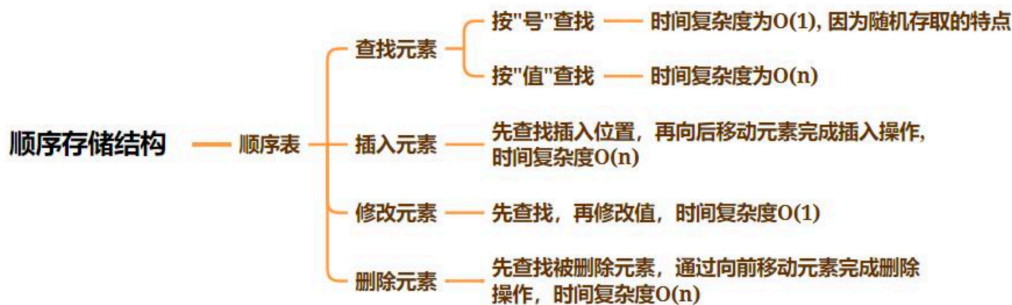 顺序存储结构
顺序表
查找元素
按"号"查找
时间复杂度为O(1), 因为随机存取的特点
按"值"查找
时间复杂度为O(n)
插入元素
先查找插入位置，再向后移动元素完成插入操作,
时间复杂度O(n)
修改元素
先查找，再修改值，时间复杂度O(1)
删除元素
先查找被删除元素，通过向前移动元素完成删除
操作，时间复杂度O(n)